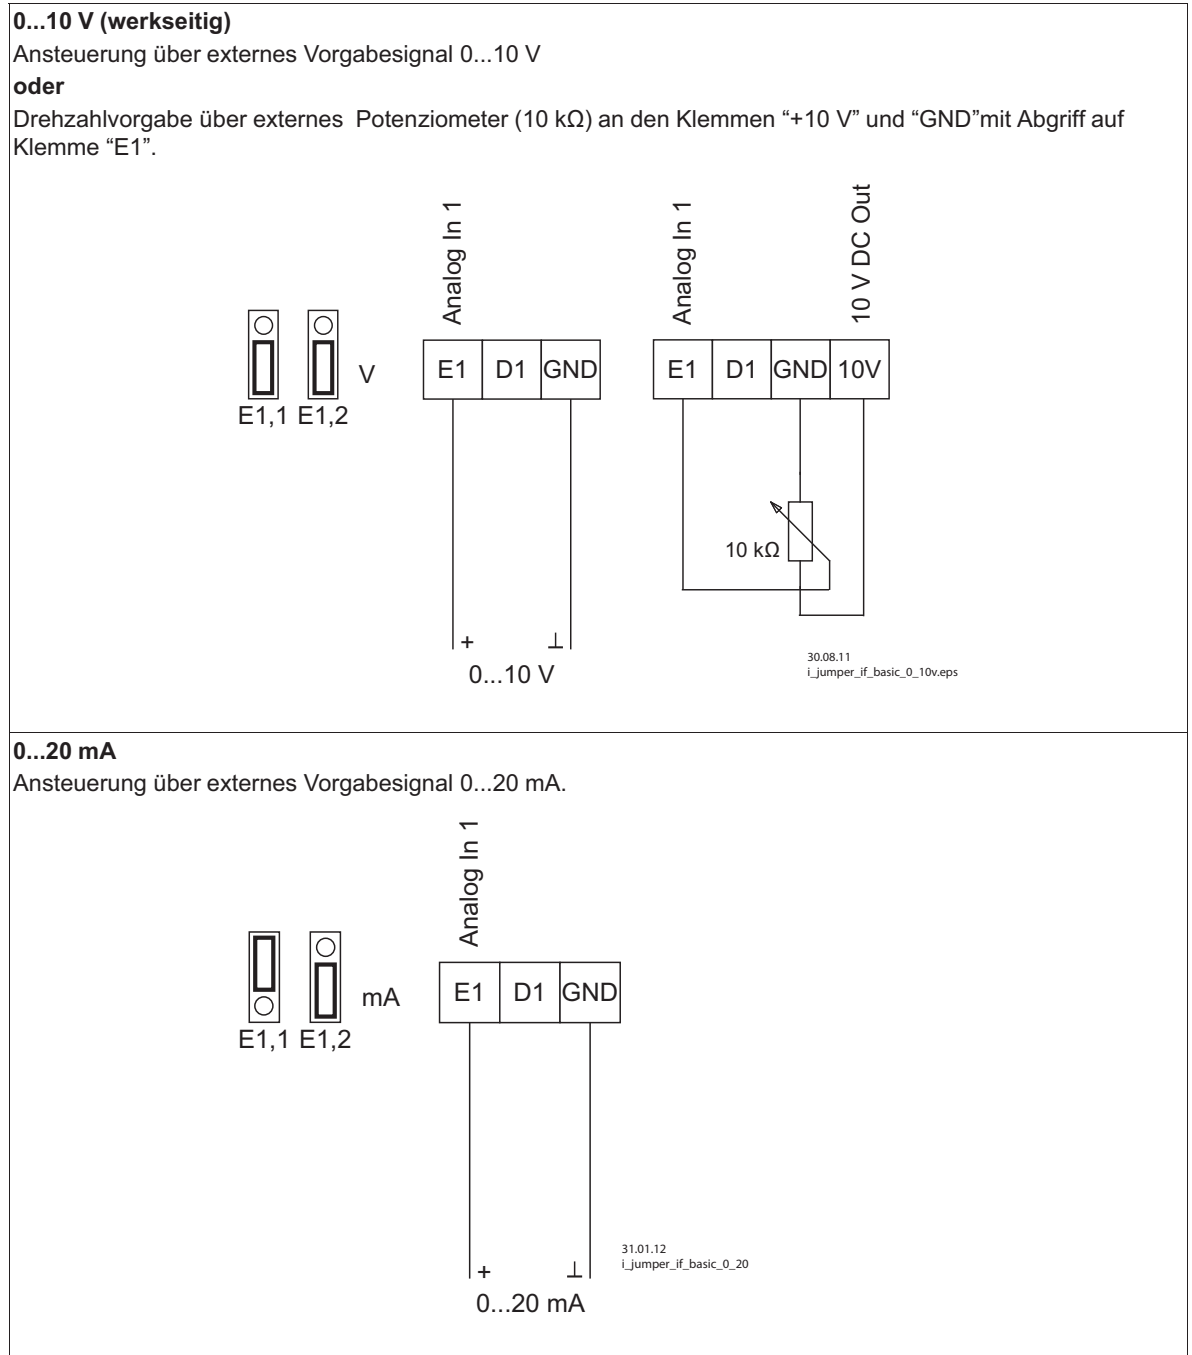 0...10 V (werkseitig)
Ansteuerung über externes Vorgabesignal 0...10 V
oder
Drehzahlvorgabe über externes  Potenziometer (10 kΩ) an den Klemmen “+10 V” und “GND”mit Abgriff auf
Klemme “E1”.
Analog In 1
Analog In 1
10 V DC Out
E1,1 E1,2
V
E1 D1 GND
E1 D1 GND 10V
10 kΩ
+ ⊥
0...10 V
30.08.11
i_jumper_if_basic_0_10v.eps
0...20 mA
Ansteuerung über externes Vorgabesignal 0...20 mA.
Analog In 1
E1,1 E1,2
mA
E1 D1 GND
+ ⊥
0...20 mA
31.01.12
i_jumper_if_basic_0_20